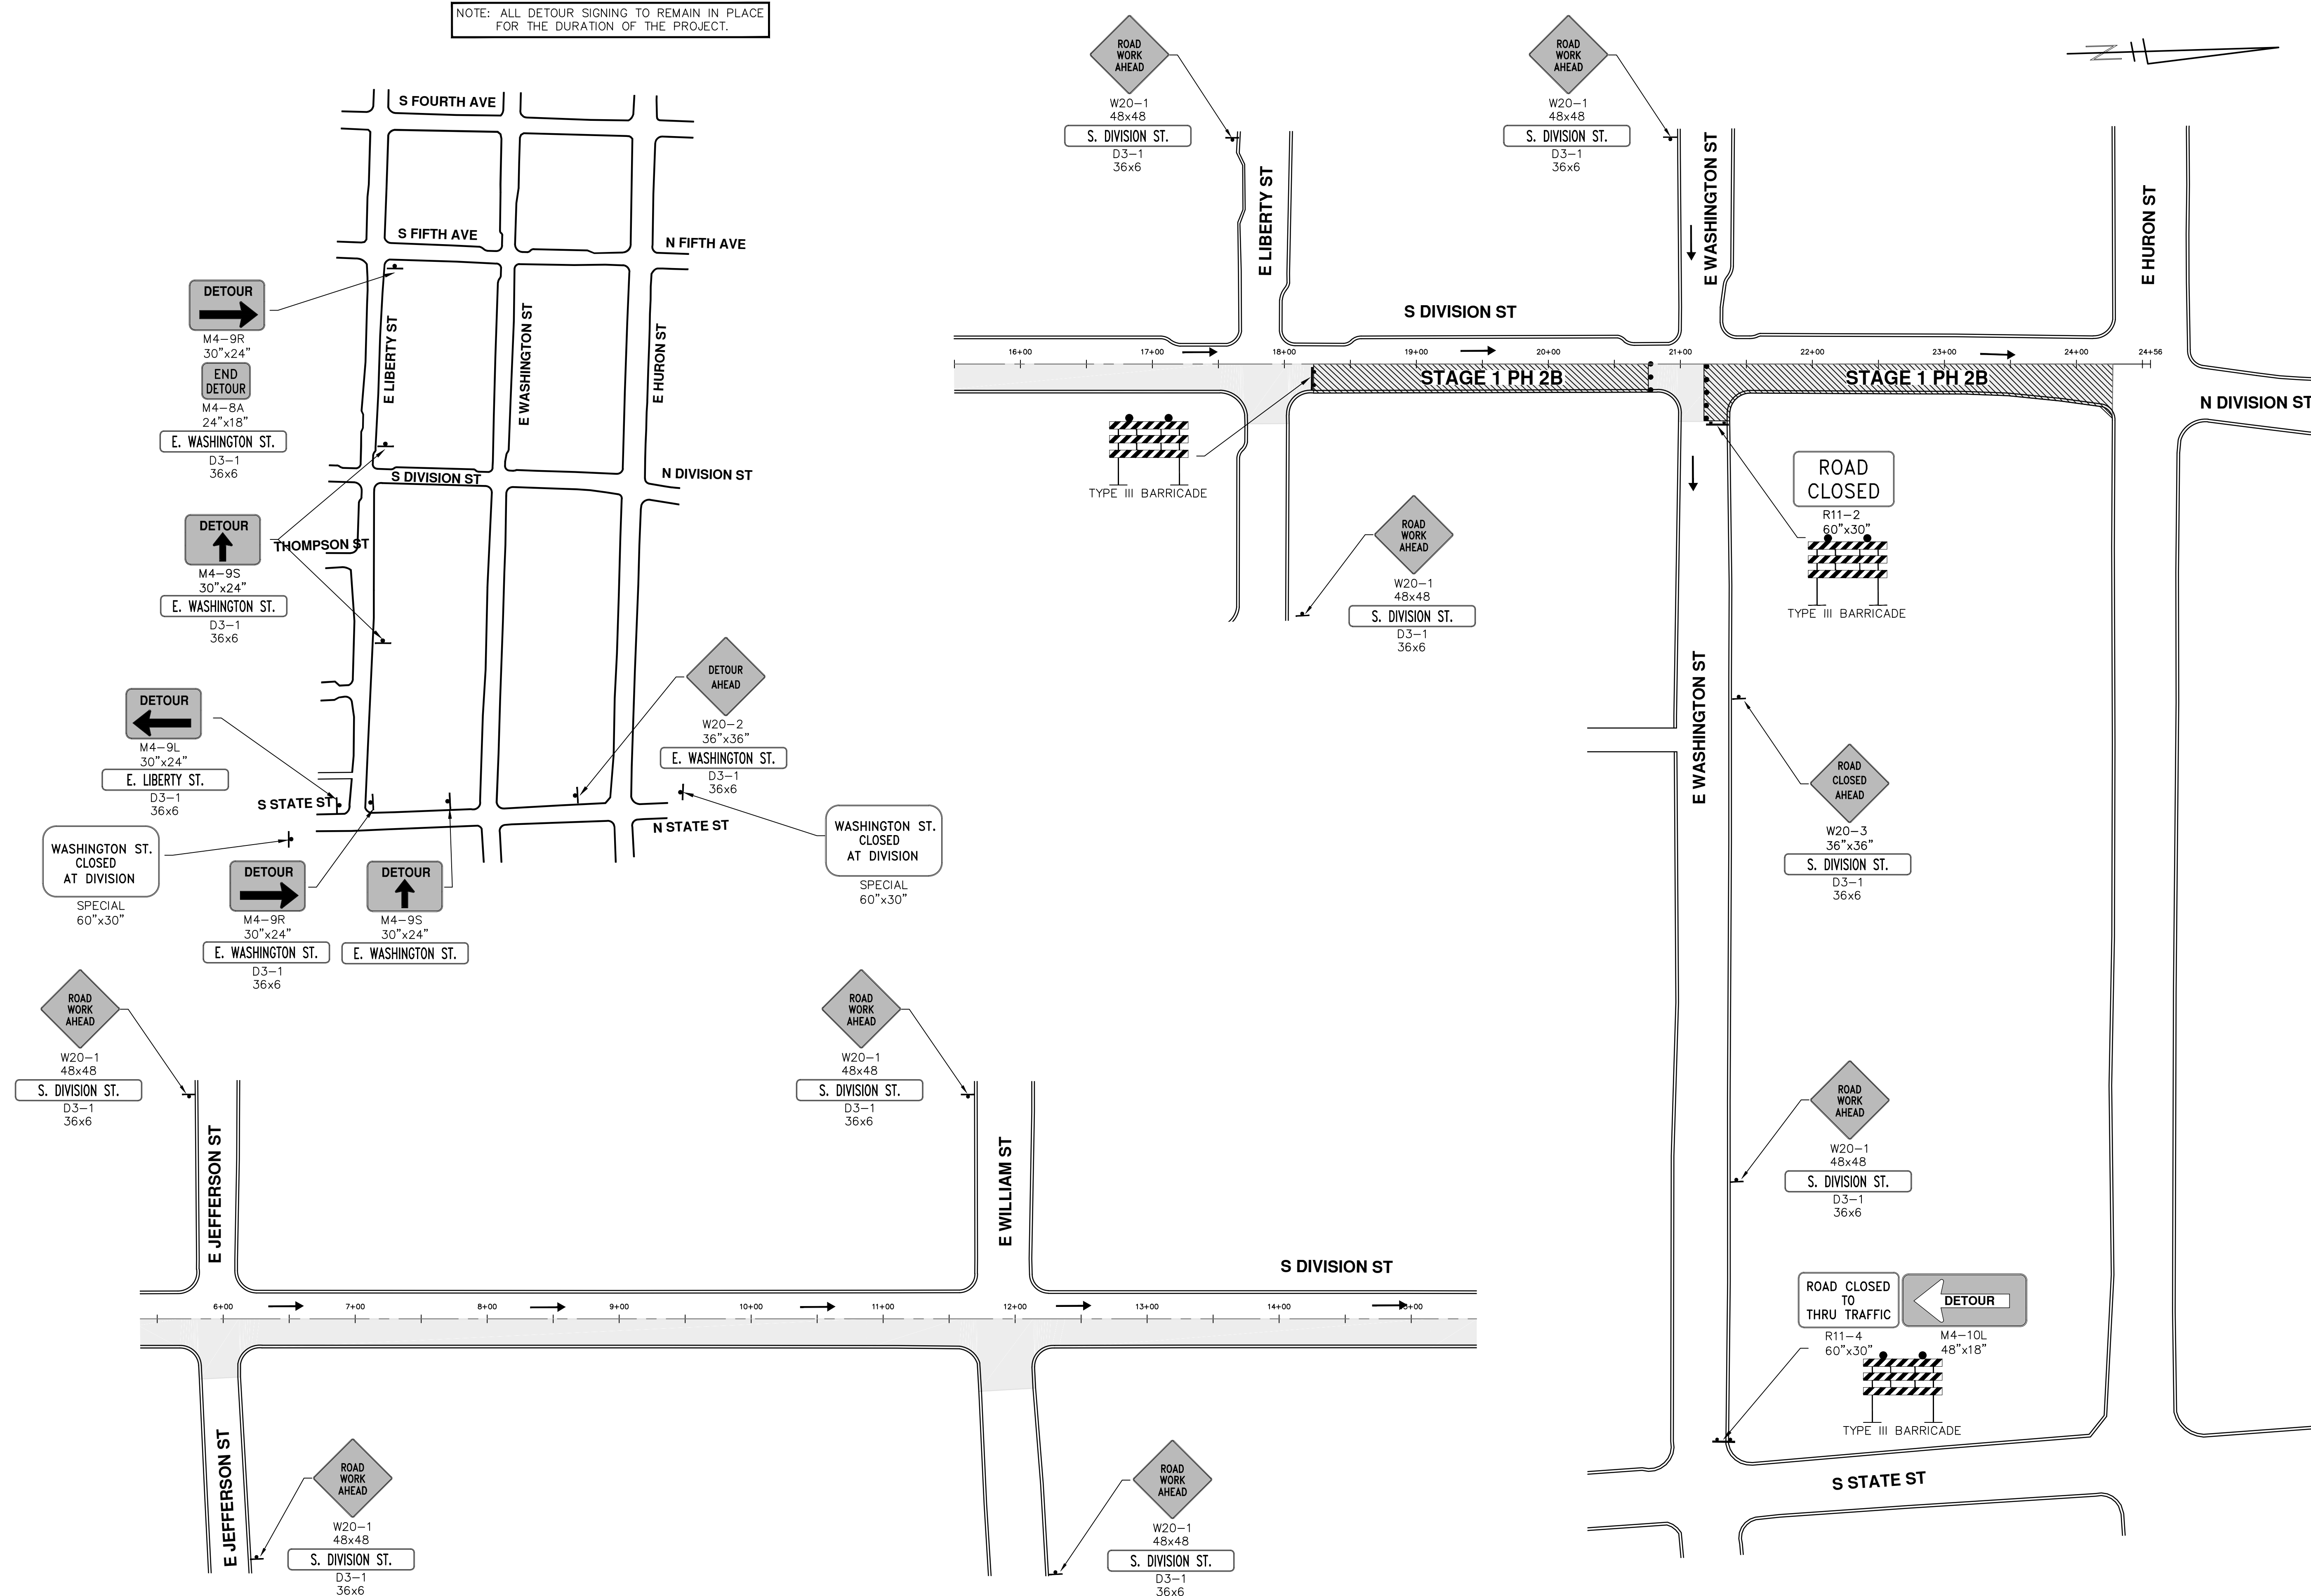 NOTE: ALL DETOUR SIGNING TO REMAIN IN PLACE
FOR THE DURATION OF THE PROJECT.
S FOURTH AVE
S FIFTH AVE
N FIFTH AVE
E LIBERTY ST
E WASHINGTON ST
E HURON ST
S DIVISION ST
N DIVISION ST
THOMPSON ST
S STATE ST
N STATE ST
DETOUR
M4-9R
30"x24"
END
DETOUR
M4-8A
24"x18"
E. WASHINGTON ST.
D3-1
36x6
DETOUR
M4-9S
30"x24"
E. WASHINGTON ST.
D3-1
36x6
DETOUR
M4-9L
30"x24"
E. LIBERTY ST.
D3-1
36x6
WASHINGTON ST.
CLOSED
AT DIVISION
SPECIAL
60"x30"
DETOUR
M4-9R
30"x24"
E. WASHINGTON ST.
D3-1
36x6
DETOUR
M4-9S
30"x24"
E. WASHINGTON ST.
DETOUR
AHEAD
W20-2
36"x36"
E. WASHINGTON ST.
D3-1
36x6
WASHINGTON ST.
CLOSED
AT DIVISION
SPECIAL
60"x30"
ROAD
WORK
AHEAD
W20-1
48x48
S. DIVISION ST.
D3-1
36x6
ROAD
WORK
AHEAD
W20-1
48x48
S. DIVISION ST.
D3-1
36x6
N
E LIBERTY ST
E WASHINGTON ST
E HURON ST
S DIVISION ST
16+00
17+00
18+00
19+00
20+00
21+00
22+00
23+00
24+00
24+56
STAGE 1 PH 2B
STAGE 1 PH 2B
N DIVISION ST
TYPE III BARRICADE
ROAD
WORK
AHEAD
W20-1
48x48
S. DIVISION ST.
D3-1
36x6
ROAD
CLOSED
R11-2
60"x30"
TYPE III BARRICADE
E WASHINGTON ST
ROAD
CLOSED
AHEAD
W20-3
36"x36"
S. DIVISION ST.
D3-1
36x6
ROAD
WORK
AHEAD
W20-1
48x48
S. DIVISION ST.
D3-1
36x6
ROAD CLOSED
TO
THRU TRAFFIC
R11-4
60"x30"
DETOUR
M4-10L
48"x18"
TYPE III BARRICADE
S STATE ST
ROAD
WORK
AHEAD
W20-1
48x48
S. DIVISION ST.
D3-1
36x6
ROAD
WORK
AHEAD
W20-1
48x48
S. DIVISION ST.
D3-1
36x6
E JEFFERSON ST
E WILLIAM ST
S DIVISION ST
6+00
7+00
8+00
9+00
10+00
11+00
12+00
13+00
14+00
15+00
E JEFFERSON ST
ROAD
WORK
AHEAD
W20-1
48x48
S. DIVISION ST.
D3-1
36x6
ROAD
WORK
AHEAD
W20-1
48x48
S. DIVISION ST.
D3-1
36x6